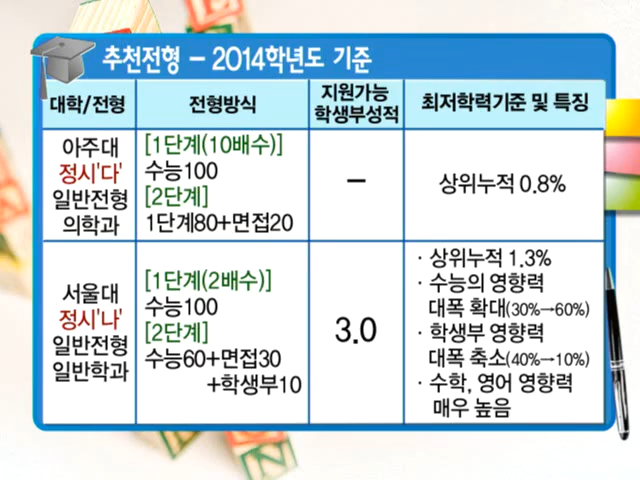 추천전형 - 2014학년도 기준
대학/전형
전형방식
지원가능
학생부성적
최저학력기준 및 특징
아주대
정시'다'
일반전형
의학과
[1단계(10배수)]
수능100
[2단계]
1단계80+면접20
-
상위누적 0.8%
서울대
정시'나'
일반전형
일반학과
[1단계(2배수)]
수능100
[2단계]
수능60+면접30
+학생부10
3.0
· 상위누적 1.3%
· 수능의 영향력
대폭 확대(30%→60%)
· 학생부 영향력
대폭 축소(40%→10%)
· 수학, 영어 영향력
매우 높음